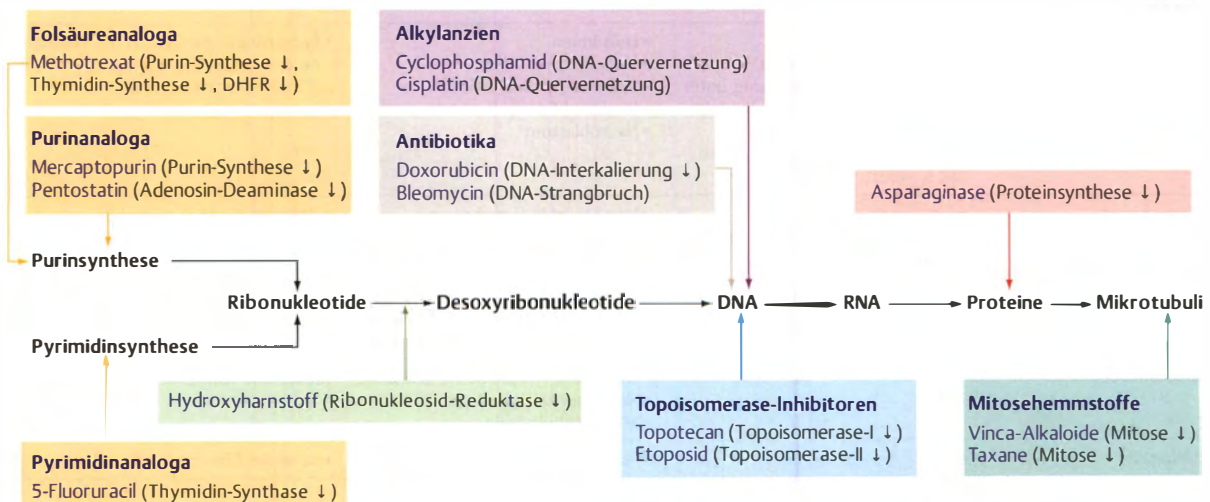 Folsäureanaloga
Methotrexat (Purin-Synthese ↓,
Thymidin-Synthese ↓, DHFR ↓)
Alkylanzien
Cyclophosphamid (DNA-Quervernetzung)
Cisplatin (DNA-Quervernetzung)
Purinanaloga
Mercaptopurin (Purin-Synthese ↓)
Pentostatin (Adenosin-Deaminase ↓)
Antibiotika
Doxorubicin (DNA-Interkalierung ↓)
Bleomycin (DNA-Strangbruch)
Asparaginase (Proteinsynthese ↓)
Purinsynthese
Ribonukleotide
Desoxyribonukleotide
DNA
RNA
Proteine
Mikrotubuli
Pyrimidinsynthese
Hydroxyharnstoff (Ribonukleosid-Reduktase ↓)
Topoisomerase-Inhibitoren
Topotecan (Topoisomerase-I ↓)
Etoposid (Topoisomerase-II ↓)
Mitosehemmstoffe
Vinca-Alkaloide (Mitose ↓)
Taxane (Mitose ↓)
Pyrimidinanaloga
5-Fluoruracil (Thymidin-Synthase ↓)